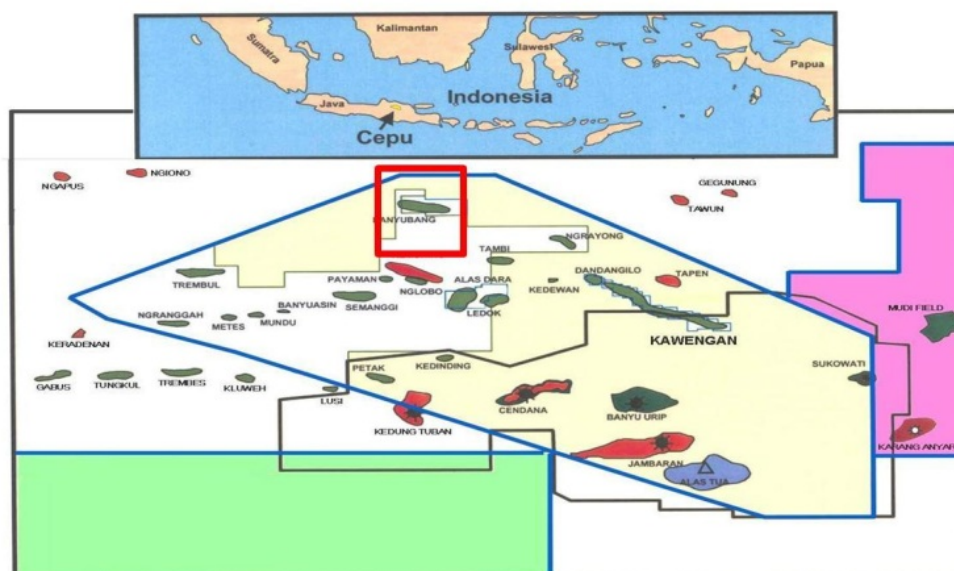 Sumatra
Kalimantan
Sulawesi
Papua
Java
Indonesia
Cepu
NGAPUS
NGIONO
GEGUNUNG
TAWUN
BANYUBANG
NGRAYONG
TAMBI
TREMBUL
PAYAMAN
NGLOBO
ALAS DARA
KEDEWAN
DANDANGILO
TAPEN
BANYUASIN
SEMANGGI
LEDOK
NGRANGGAH
METES
MUNDU
MUDI FIELD
KAWENGAN
KERADENAN
SUKOWATI
PETAK
KEDINDING
GABUS
TUNGKUL
TREMBES
KLUWEH
LUSI
CENDANA
BANYU URIP
KEDUNG TUBAN
KARANG ANYAR
JAMBARAN
ALAS TUA